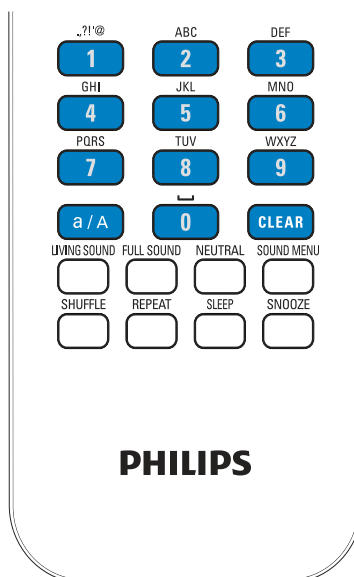 .,?!'@ ABC DEF
1 2 3
GHI JKL MNO
4 5 6
PQRS TUV WXYZ
7 8 9
a / A 0 CLEAR
LIVING SOUND FULL SOUND NEUTRAL SOUND MENU
SHUFFLE REPEAT SLEEP SNOOZE
PHILIPS